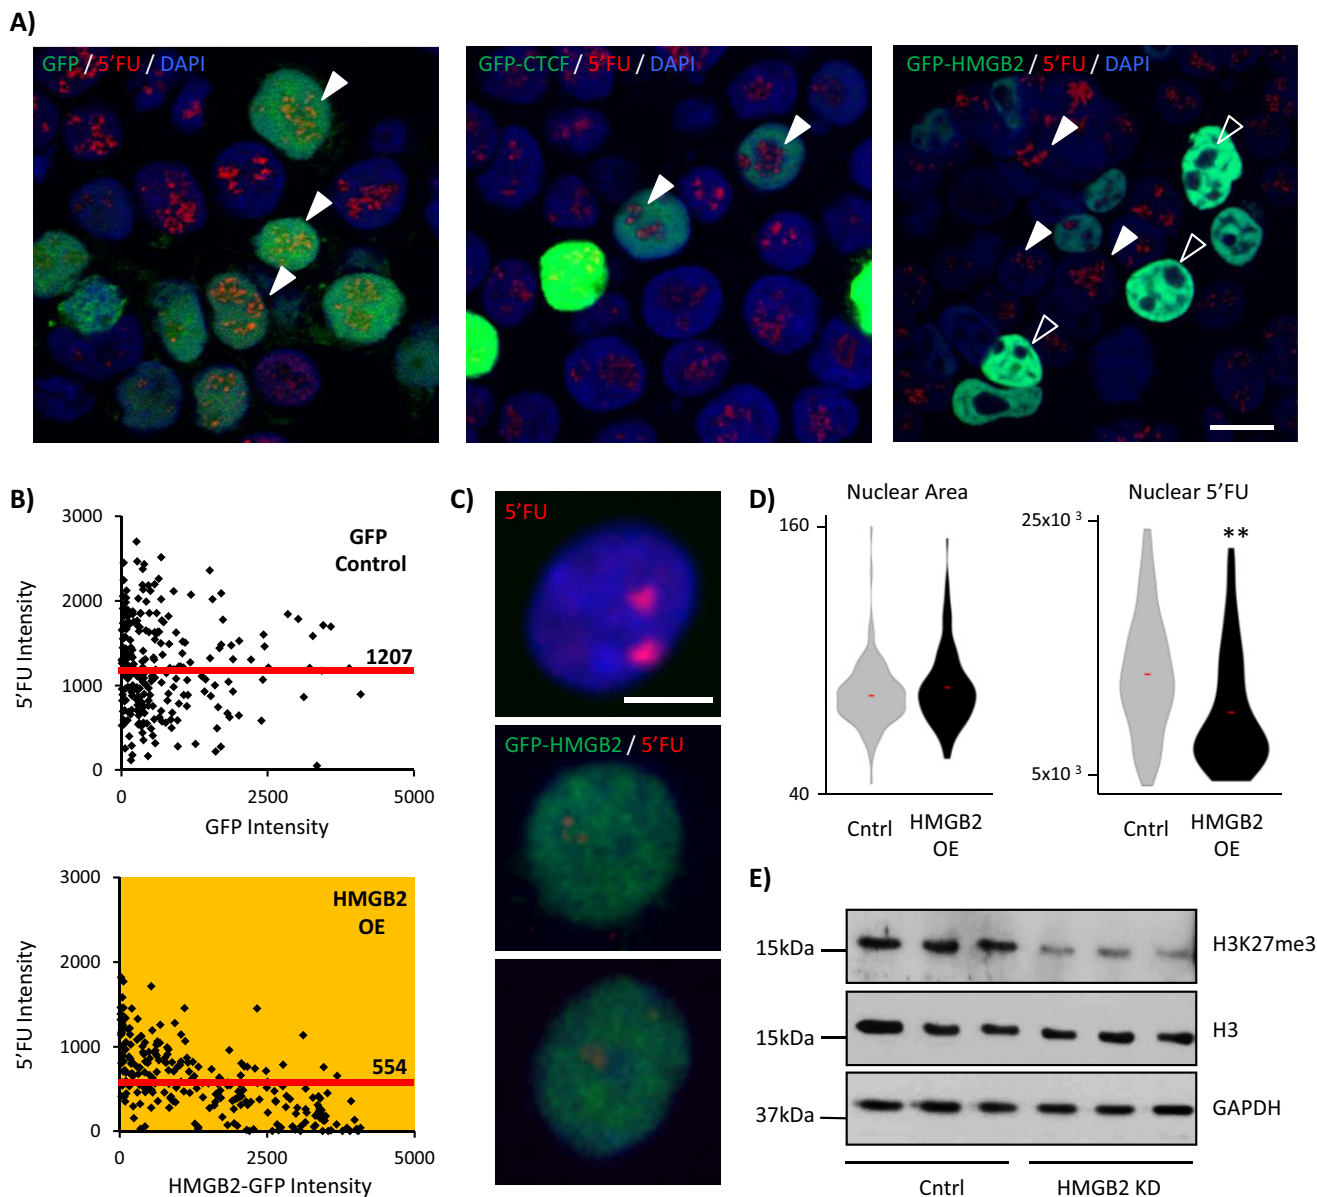 A)
GFP / 5'FU / DAPI
GFP-CTCF / 5'FU / DAPI
GFP-HMGB2 / 5'FU / DAPI
B)
3000
2000
1000
0
5'FU Intensity
GFP
Control
1207
0
2500
5000
GFP Intensity
3000
2000
1000
0
5'FU Intensity
HMGB2
OE
554
0
2500
5000
HMGB2-GFP Intensity
C)
5'FU
GFP-HMGB2 / 5'FU
D)
Nuclear Area
160
40
Cntrl
HMGB2
OE
Nuclear 5'FU
25x10 3
**
5x10 3
Cntrl
HMGB2
OE
E)
15kDa
H3K27me3
15kDa
H3
37kDa
GAPDH
Cntrl
HMGB2 KD